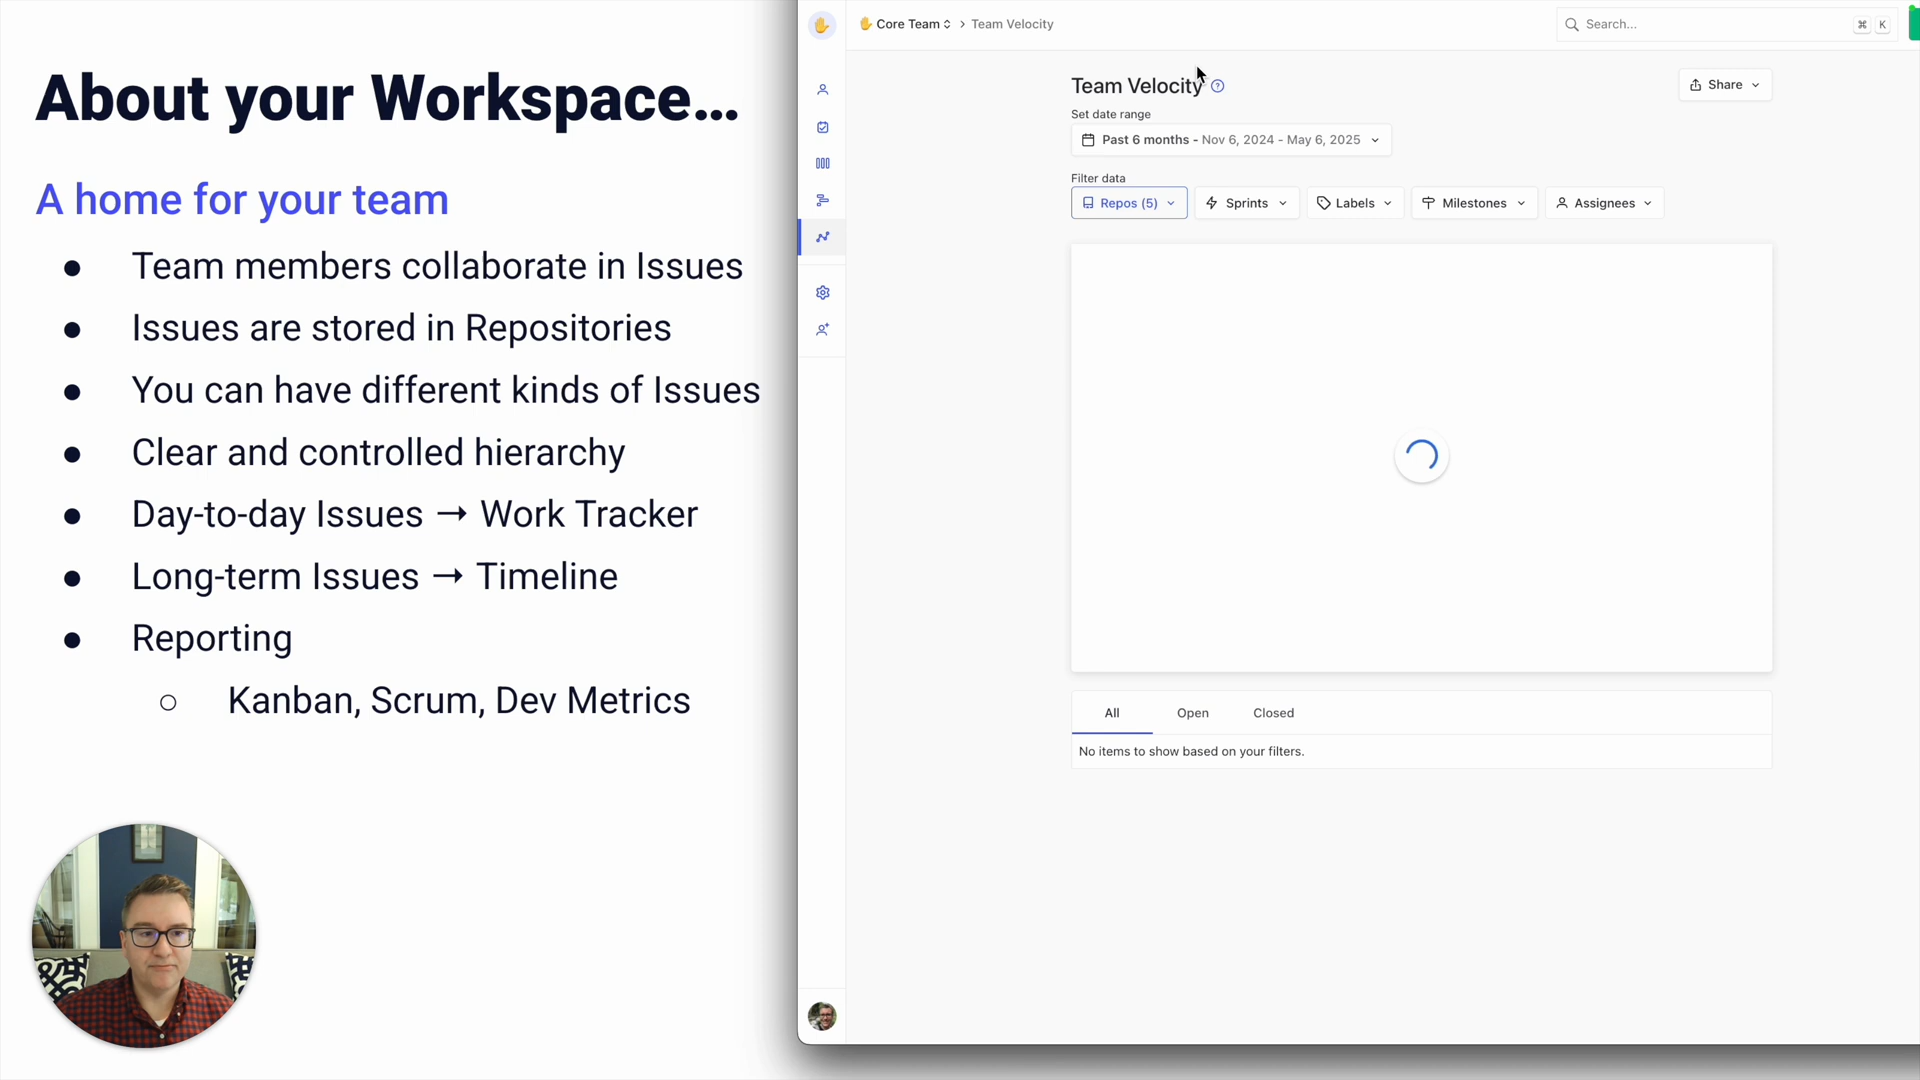 About your Workspace...
A home for your team
● Team members collaborate in Issues
● Issues are stored in Repositories
● You can have different kinds of Issues
● Clear and controlled hierarchy
● Day-to-day Issues → Work Tracker
● Long-term Issues → Timeline
● Reporting
○ Kanban, Scrum, Dev Metrics
Core Team > Team Velocity
Search...
⌘ K
Team Velocity
Share
Set date range
Past 6 months - Nov 6, 2024 - May 6, 2025
Filter data
Repos (5) Sprints Labels Milestones Assignees
All Open Closed
No items to show based on your filters.